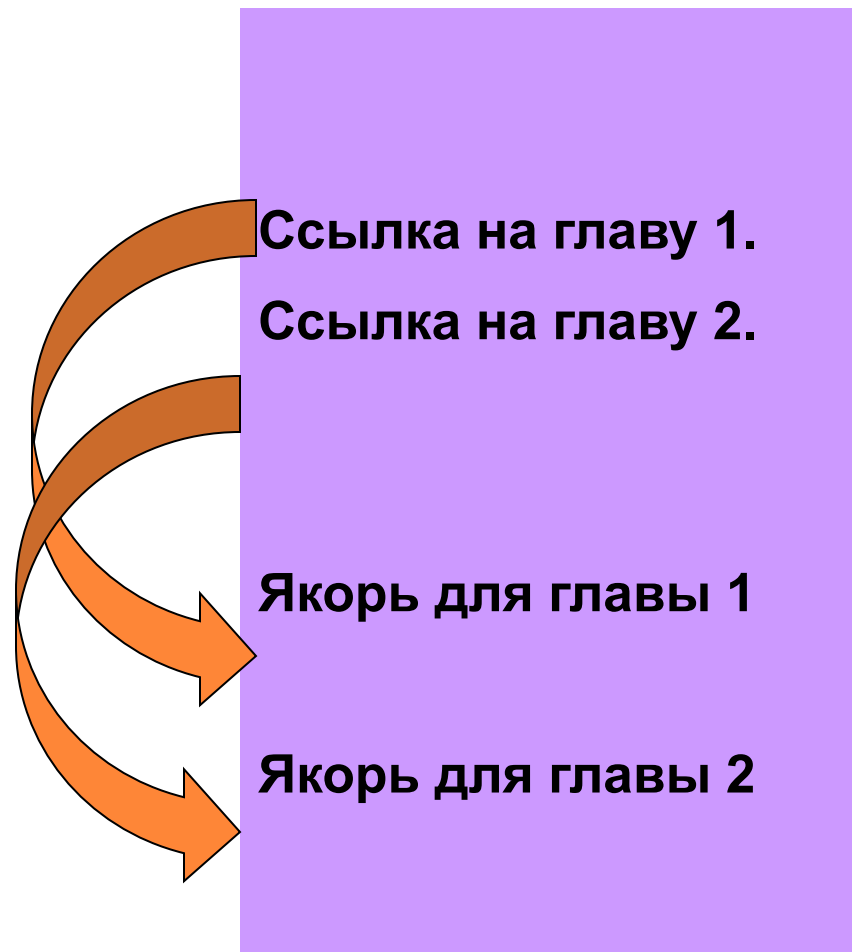 Ссылка на главу 1.
Ссылка на главу 2.
Якорь для главы 1
Якорь для главы 2